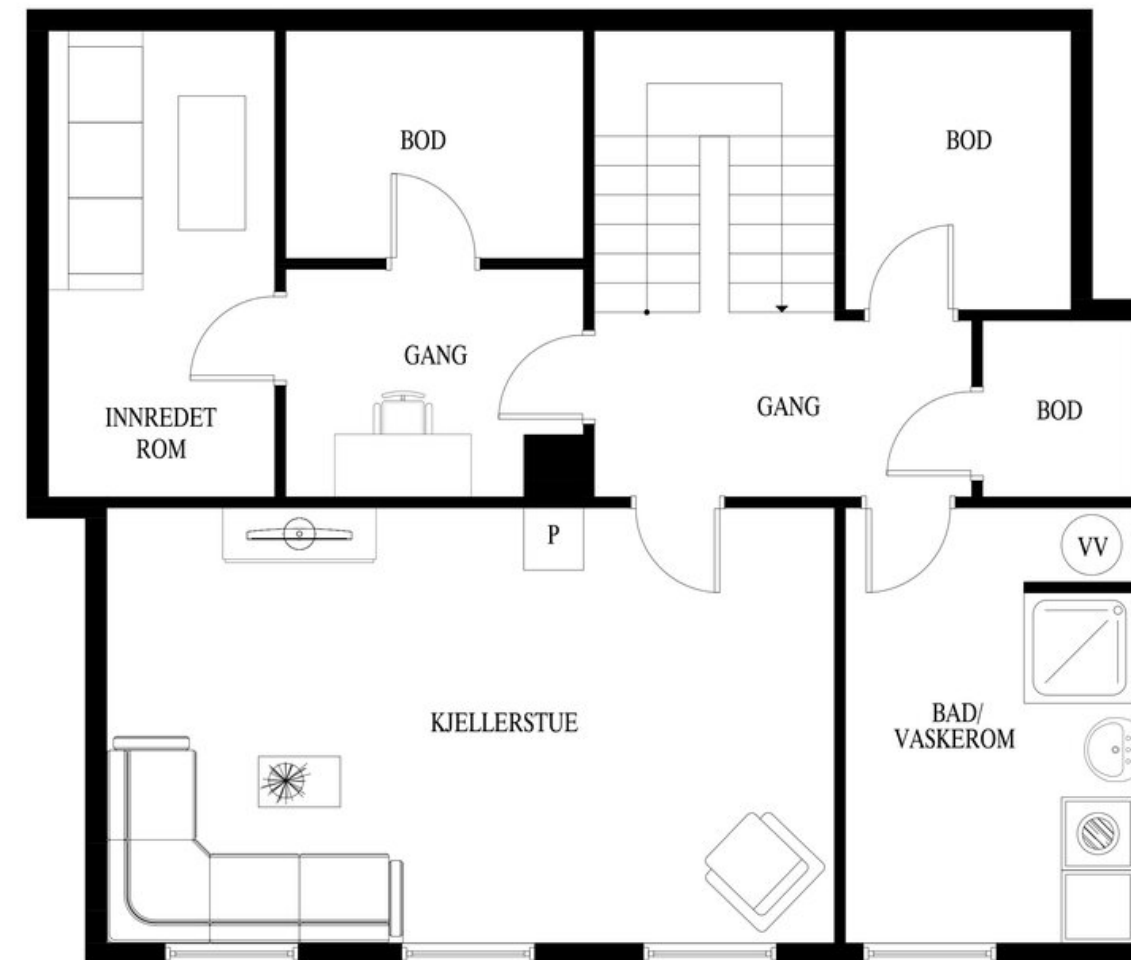 BOD
BOD
GANG
GANG
BOD
INNREDET
ROM
P
VV
KJELLERSTUE
BAD/
VASKEROM